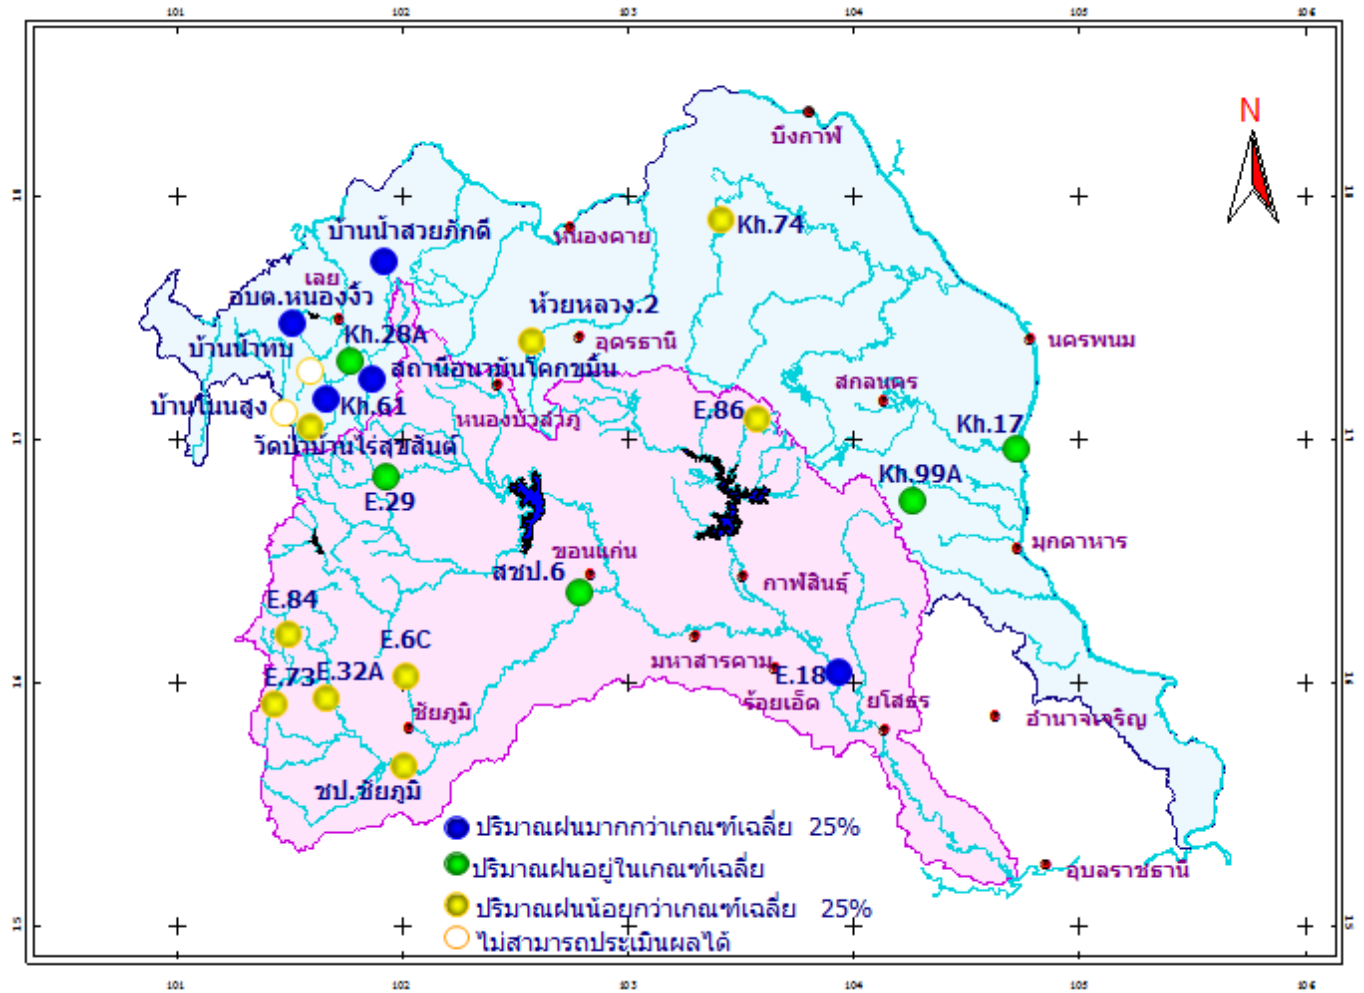 101 102 103 104 105 106
N
บึงกาฬ
18 18
บ้านน้ำสวยภักดี
หนองคาย
Kh.74
เลย
อบต.หนองงิ้ว
ห้วยหลวง.2
Kh.28A
บ้านน้ำทบ
อุดรธานี
นครพนม
สถานีอนามันโคกขมิ้น
สกลนคร
บ้านโนนสูง
Kh.61
หนองบัวลำภู
E.86
Kh.17
17 17
วัดป่าบ้านไร่สุขสันต์
Kh.99A
E.29
มุกดาหาร
ขอนแก่น
สชป.6
กาฬสินธุ์
E.84
E.6C
มหาสารคาม
E.73
E.32A
E.18
16 16
ร้อยเอ็ด
ยโสธร
ชัยภูมิ
อำนาจเจริญ
ชป.ชัยภูมิ
ปริมาณฝนมากกว่าเกณฑ์เฉลี่ย 25%
ปริมาณฝนอยู่ในเกณฑ์เฉลี่ย
อุบลราชธานี
ปริมาณฝนน้อยกว่าเกณฑ์เฉลี่ย 25%
15 15
ไม่สามารถประเมินผลได้
101 102 103 104 105 106